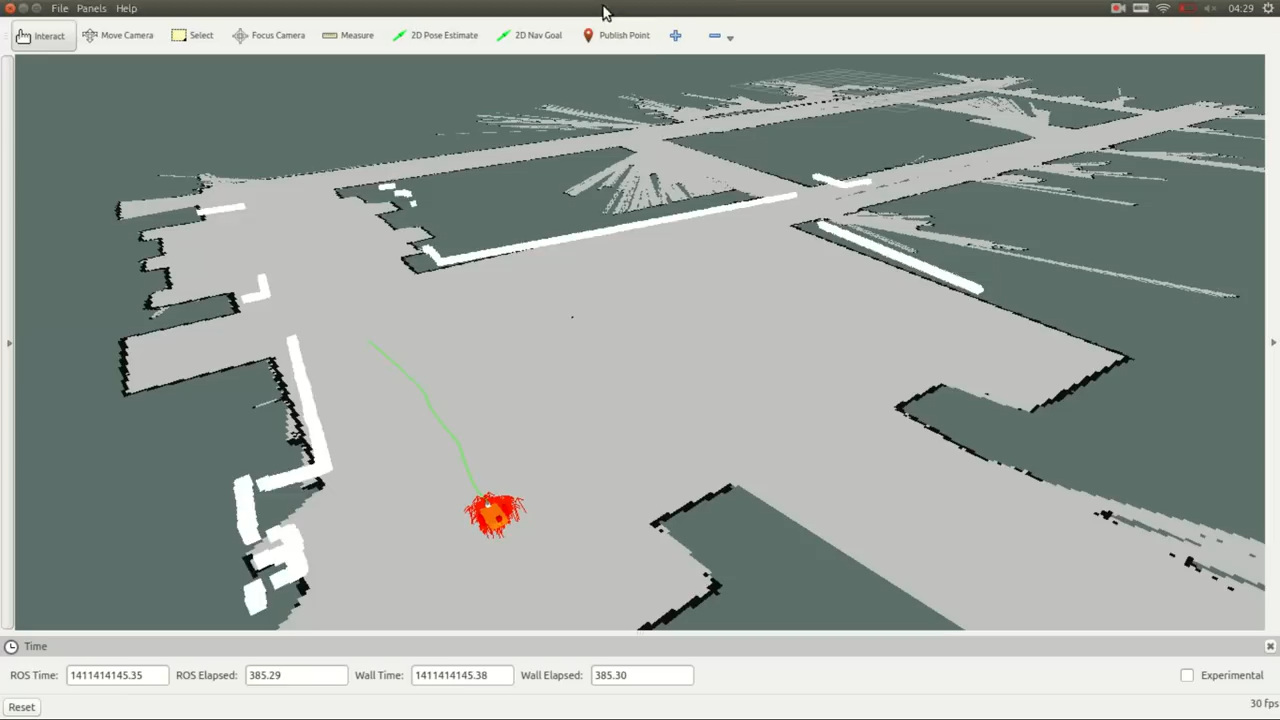 File Panels Help 04:29
Interact Move Camera Select Focus Camera Measure 2D Pose Estimate 2D Nav Goal Publish Point
Time
ROS Time: 1411414145.35 ROS Elapsed: 385.29 Wall Time: 1411414145.38 Wall Elapsed: 385.30 Experimental
Reset 30 fps